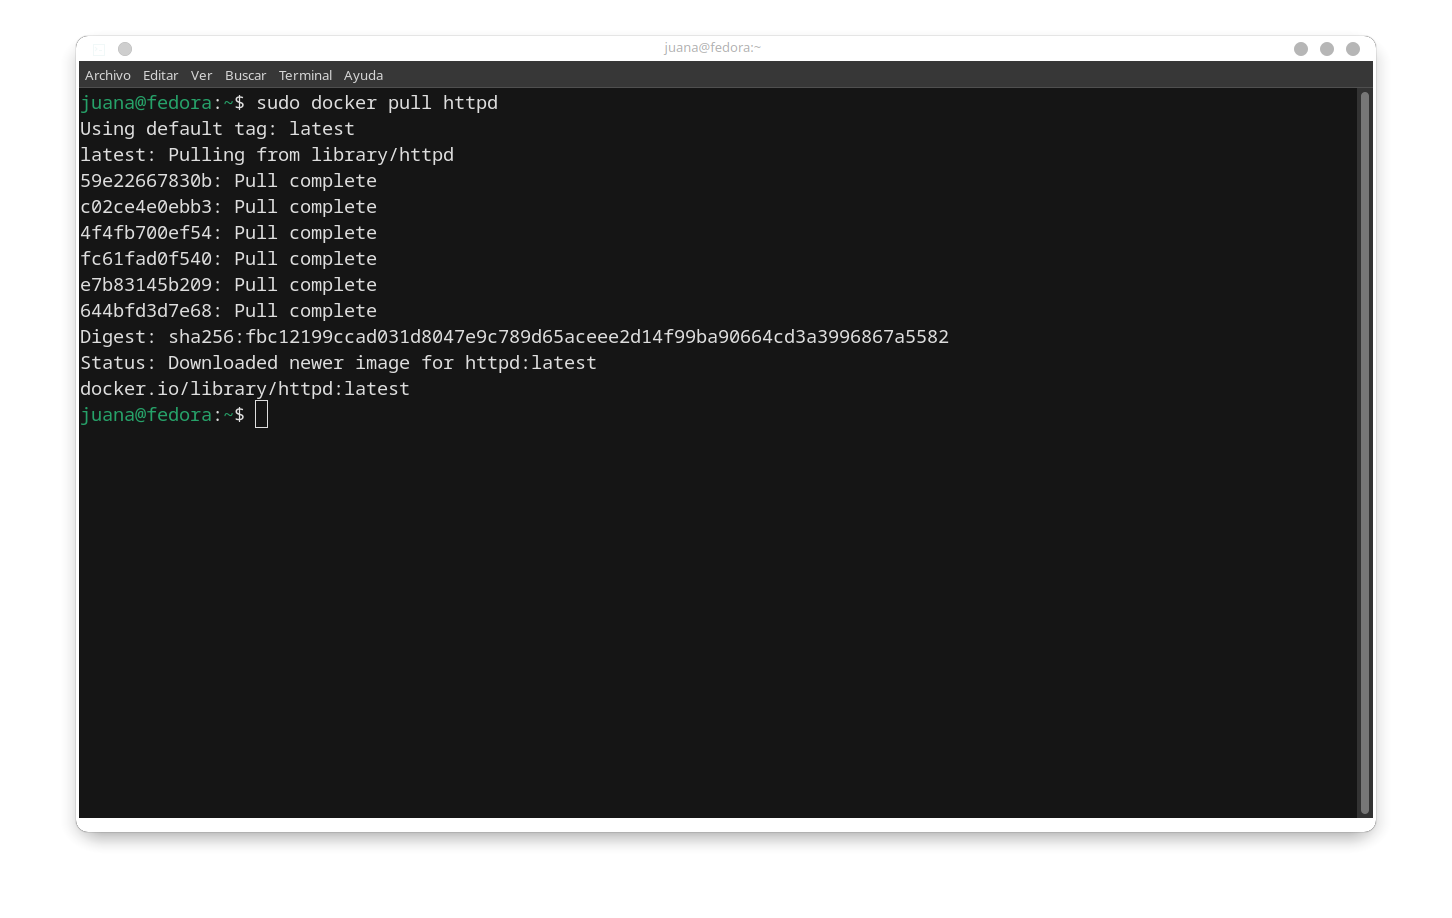 juana@fedora:~
Archivo Editar Ver Buscar Terminal Ayuda
juana@fedora:~$ sudo docker pull httpd
Using default tag: latest
latest: Pulling from library/httpd
59e22667830b: Pull complete
c02ce4e0ebb3: Pull complete
4f4fb700ef54: Pull complete
fc61fad0f540: Pull complete
e7b83145b209: Pull complete
644bfd3d7e68: Pull complete
Digest: sha256:fbc12199ccad031d8047e9c789d65aceee2d14f99ba90664cd3a3996867a5582
Status: Downloaded newer image for httpd:latest
docker.io/library/httpd:latest
juana@fedora:~$